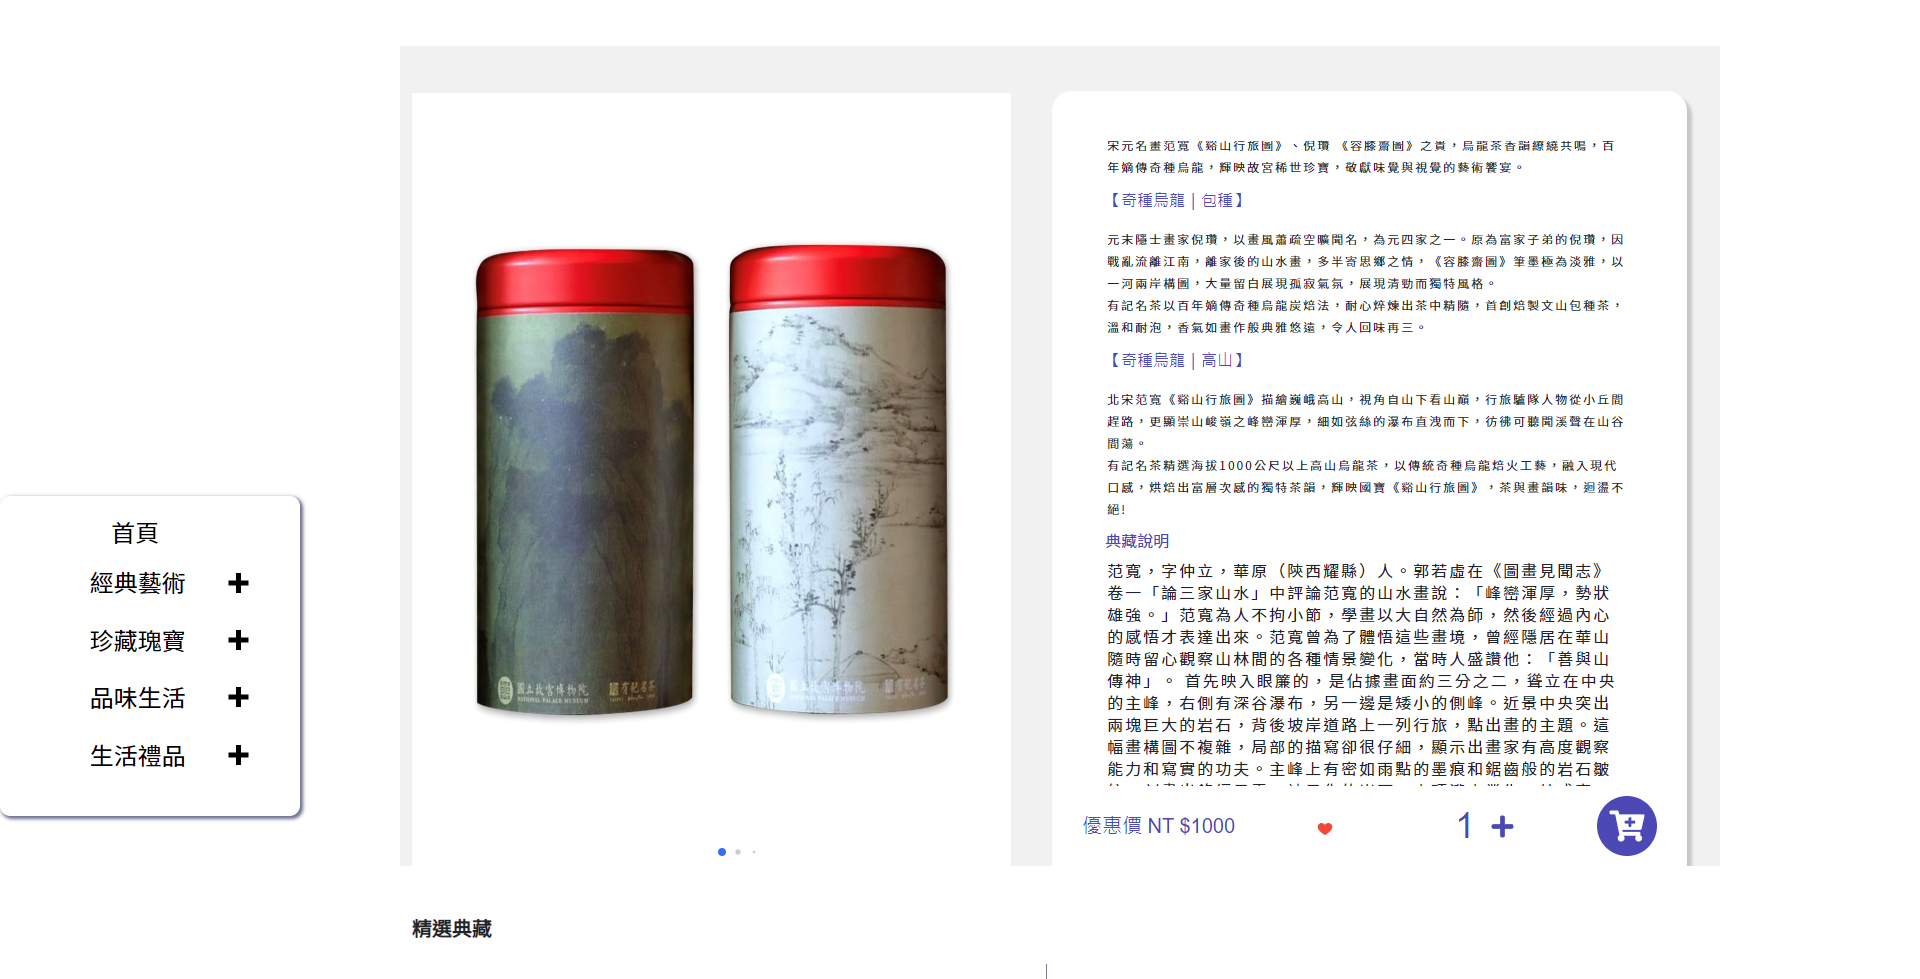 首頁
經典藝術
珍藏瑰寶
品味生活
生活禮品
國立故宮博物院
NATIONAL PALACE MUSEUM
有記名茶
國立故宮博物院
NATIONAL PALACE MUSEUM
有記名茶
宋元名畫范寬《谿山行旅圖》、倪瓚 《容膝齋圖》之貴，烏龍茶香韻繚繞共鳴，百
年嫡傳奇種烏龍，輝映故宮稀世珍寶，敬獻味覺與視覺的藝術饗宴。
【奇種烏龍 | 包種】
元末隱士畫家倪瓚，以畫風蕭疏空曠聞名，為元四家之一。原為富家子弟的倪瓚，因
戰亂流離江南，離家後的山水畫，多半寄思鄉之情，《容膝齋圖》筆墨極為淡雅，以
一河兩岸構圖，大量留白展現孤寂氣氛，展現清勁而獨特風格。
有記名茶以百年嫡傳奇種烏龍炭焙法，耐心焠煉出茶中精隨，首創焙製文山包種茶，
溫和耐泡，香氣如畫作般典雅悠遠，令人回味再三。
【奇種烏龍 | 高山】
北宋范寬《谿山行旅圖》描繪巍峨高山，視角自山下看山巔，行旅驢隊人物從小丘間
趕路，更顯崇山峻嶺之峰巒渾厚，細如弦絲的瀑布直洩而下，彷彿可聽聞溪聲在山谷
間蕩。
有記名茶精選海拔1000公尺以上高山烏龍茶，以傳統奇種烏龍焙火工藝，融入現代
口感，烘焙出富層次感的獨特茶韻，輝映國寶《谿山行旅圖》，茶與畫韻味，迴盪不
絕!
典藏說明
范寬，字仲立，華原（陝西耀縣）人。郭若虛在《圖畫見聞志》
卷一「論三家山水」中評論范寬的山水畫說：「峰巒渾厚，勢狀
雄強。」范寬為人不拘小節，學畫以大自然為師，然後經過內心
的感悟才表達出來。范寬曾為了體悟這些畫境，曾經隱居在華山
隨時留心觀察山林間的各種情景變化，當時人盛讚他：「善與山
傳神」。 首先映入眼簾的，是佔據畫面約三分之二，聳立在中央
的主峰，右側有深谷瀑布，另一邊是矮小的側峰。近景中央突出
兩塊巨大的岩石，背後坡岸道路上一列行旅，點出畫的主題。這
幅畫構圖不複雜，局部的描寫卻很仔細，顯示出畫家有高度觀察
能力和寫實的功夫。主峰上有密如雨點的墨痕和鋸齒般的岩石皺
優惠價 NT $1000
1
精選典藏